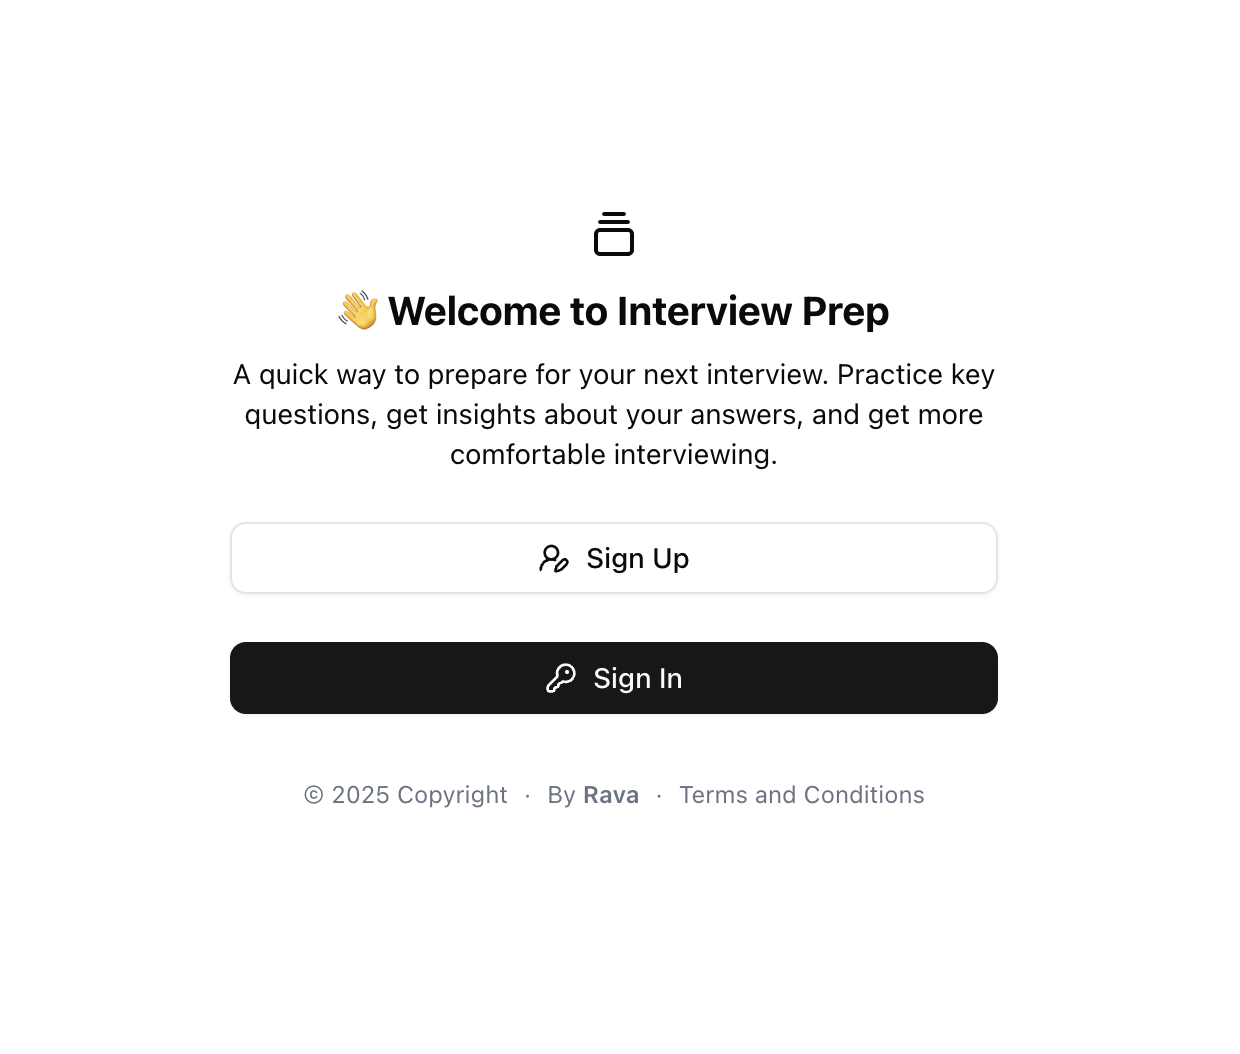 👋 Welcome to Interview Prep
A quick way to prepare for your next interview. Practice key
questions, get insights about your answers, and get more
comfortable interviewing.
Sign Up
Sign In
© 2025 Copyright · By Rava · Terms and Conditions